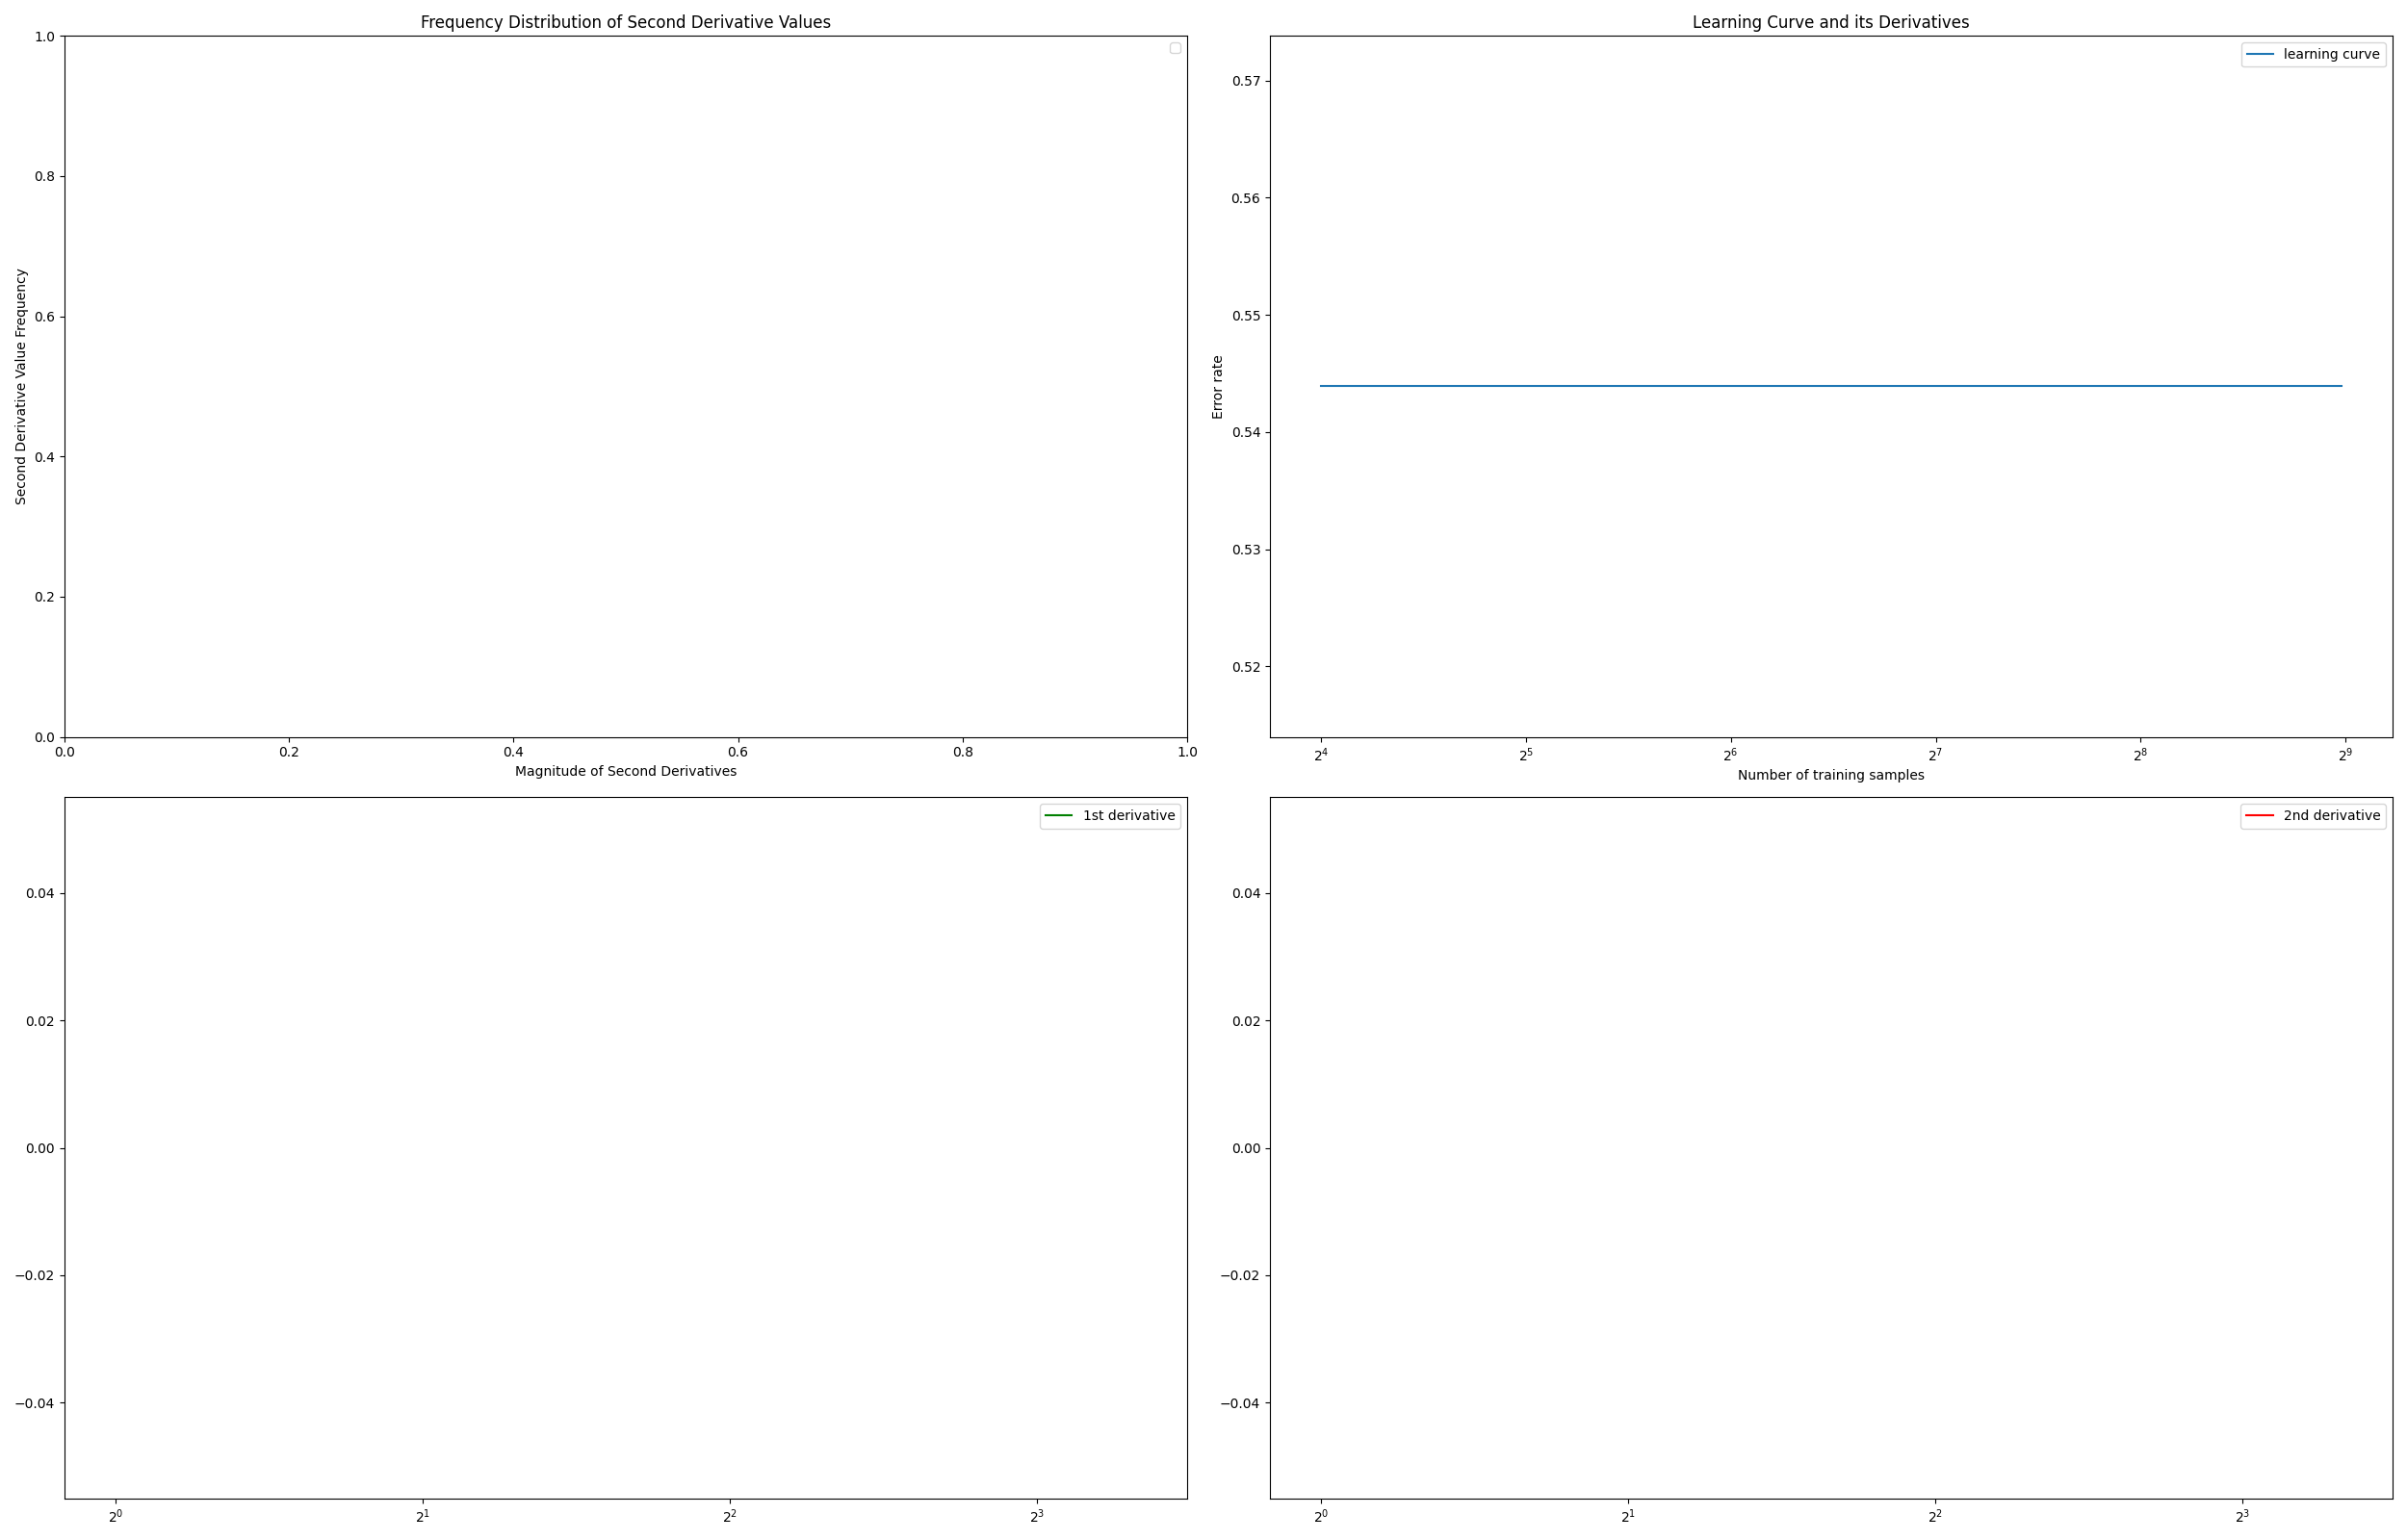 Frequency Distribution of Second Derivative Values
1.0
0.8
0.6
0.4
0.2
0.0
Second Derivative Value Frequency
0.0 0.2 0.4 0.6 0.8 1.0
Magnitude of Second Derivatives
Learning Curve and its Derivatives
learning curve
0.57
0.56
0.55
0.54
0.53
0.52
Error rate
2⁴ 2⁵ 2⁶ 2⁷ 2⁸ 2⁹
Number of training samples
1st derivative
0.04
0.02
0.00
−0.02
−0.04
2⁰ 2¹ 2² 2³
2nd derivative
0.04
0.02
0.00
−0.02
−0.04
2⁰ 2¹ 2² 2³